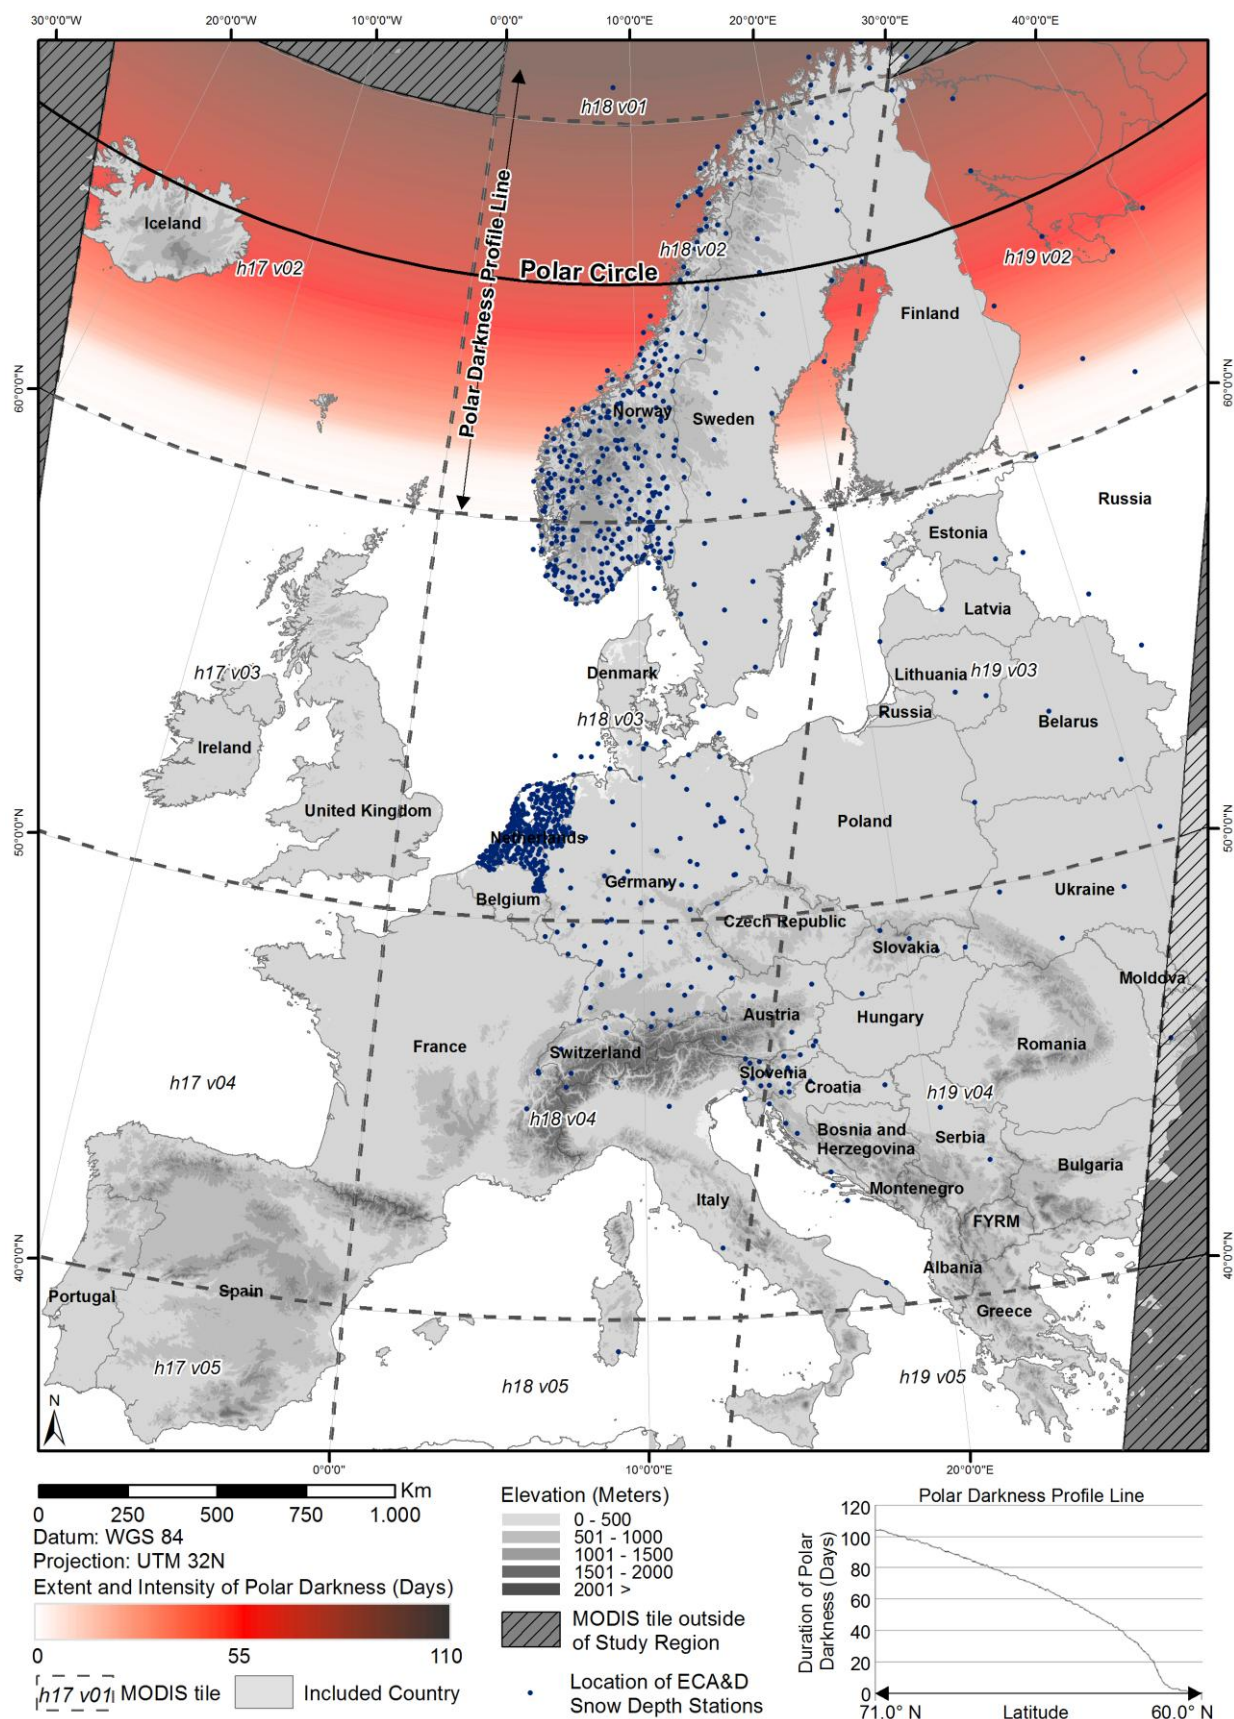 30°0'0"W
20°0'0"W
10°0'0"W
0°0'0"
10°0'0"E
20°0'0"E
30°0'0"E
40°0'0"E
h18 v01
Iceland
h17 v02
Polar Darkness Profile Line
Polar Circle
h18 v02
h19 v02
Finland
60°0'0"N
60°0'0"N
Norway
Sweden
Russia
Estonia
Latvia
h17 v03
Denmark
Lithuania
h19 v03
Russia
h18 v03
Belarus
Ireland
United Kingdom
Poland
50°0'0"N
50°0'0"N
Netherlands
Germany
Ukraine
Belgium
Czech Republic
Slovakia
Moldova
Austria
Hungary
France
Switzerland
Romania
Slovenia
Croatia
h17 v04
h18 v04
h19 v04
Bosnia and
Herzegovina
Serbia
Bulgaria
Montenegro
Italy
FYRM
40°0'0"N
40°0'0"N
Albania
Portugal
Spain
Greece
h17 v05
h18 v05
h19 v05
N
0°0'0"
10°0'0"E
20°0'0"E
Km
0 250 500 750 1.000
Datum: WGS 84
Projection: UTM 32N
Extent and Intensity of Polar Darkness (Days)
0 55 110
h17 v01 MODIS tile
Included Country
Elevation (Meters)
0 - 500
501 - 1000
1001 - 1500
1501 - 2000
2001 >
MODIS tile outside
of Study Region
Location of ECA&D
Snow Depth Stations
Polar Darkness Profile Line
Duration of Polar
Darkness (Days)
120
100
80
60
40
20
0
71.0° N Latitude 60.0° N